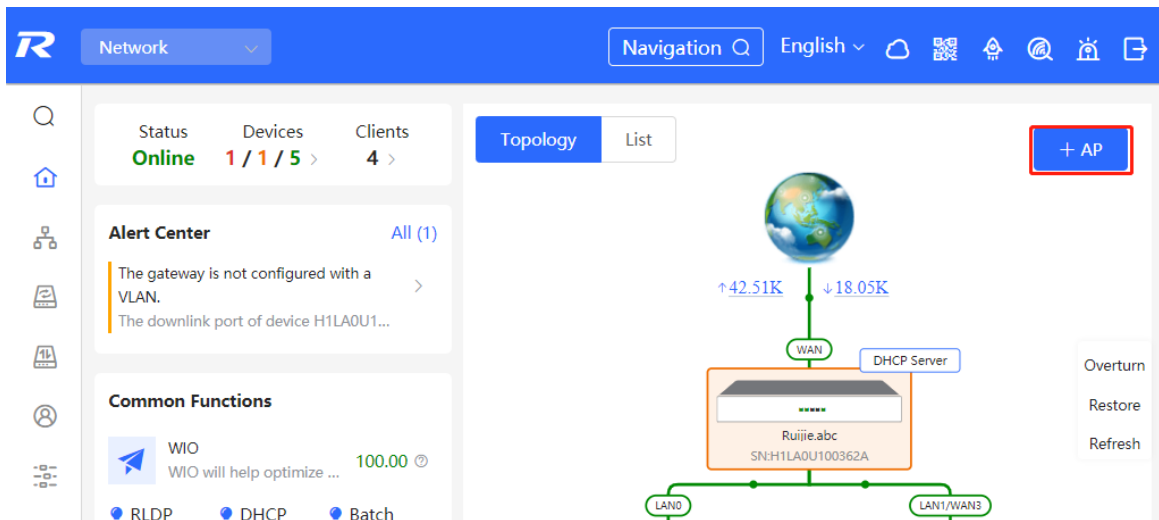 R
Network
Navigation
English
Status Devices Clients
Online 1 / 1 / 5 > 4 >
Alert Center All (1)
The gateway is not configured with a
VLAN.
The downlink port of device H1LA0U1...
Common Functions
WIO
WIO will help optimize ...
100.00
RLDP DHCP Batch
Topology List
+ AP
↑42.51K ↓18.05K
WAN
DHCP Server
Ruijie.abc
SN:H1LA0U100362A
LAN0 LAN1/WAN3
Overturn
Restore
Refresh